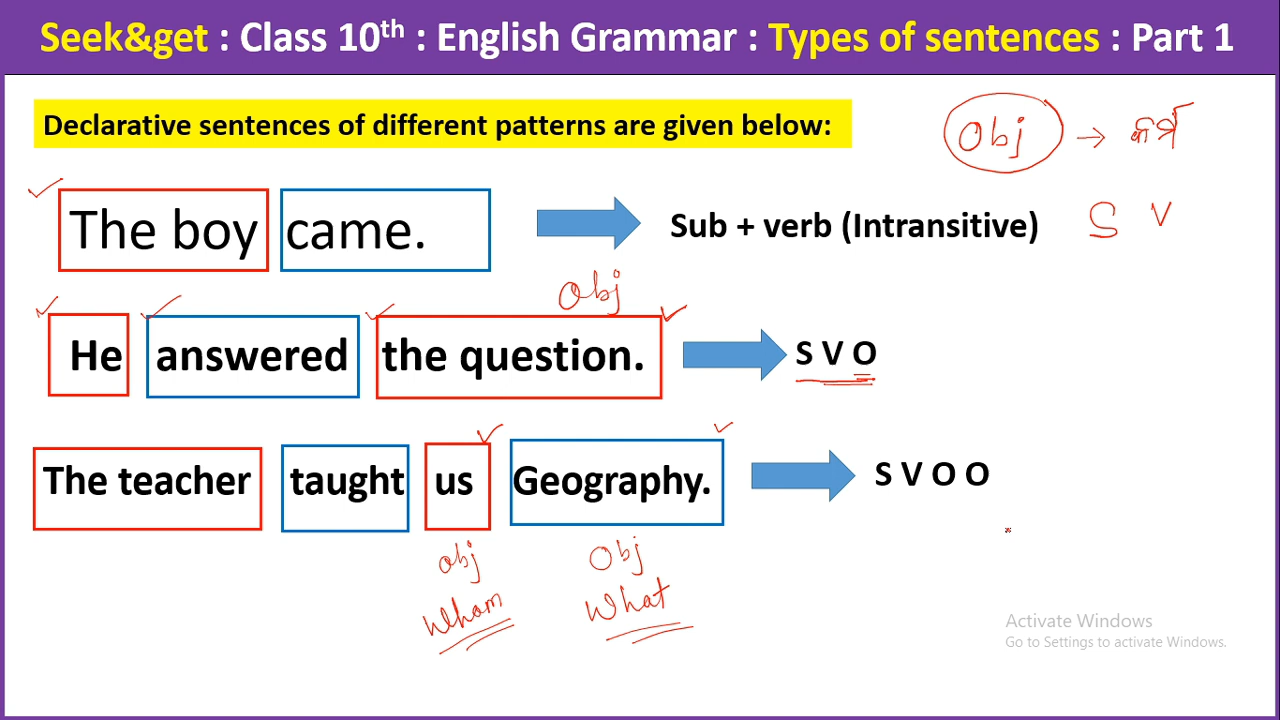 Seek&get : Class 10th : English Grammar : Types of sentences : Part 1
Declarative sentences of different patterns are given below:
Obj → कर्म
The boy came. Sub + verb (Intransitive) S V
Obj
He answered the question. S V O
The teacher taught us Geography. S V O O
obj Obj
whom What
Activate Windows
Go to Settings to activate Windows.